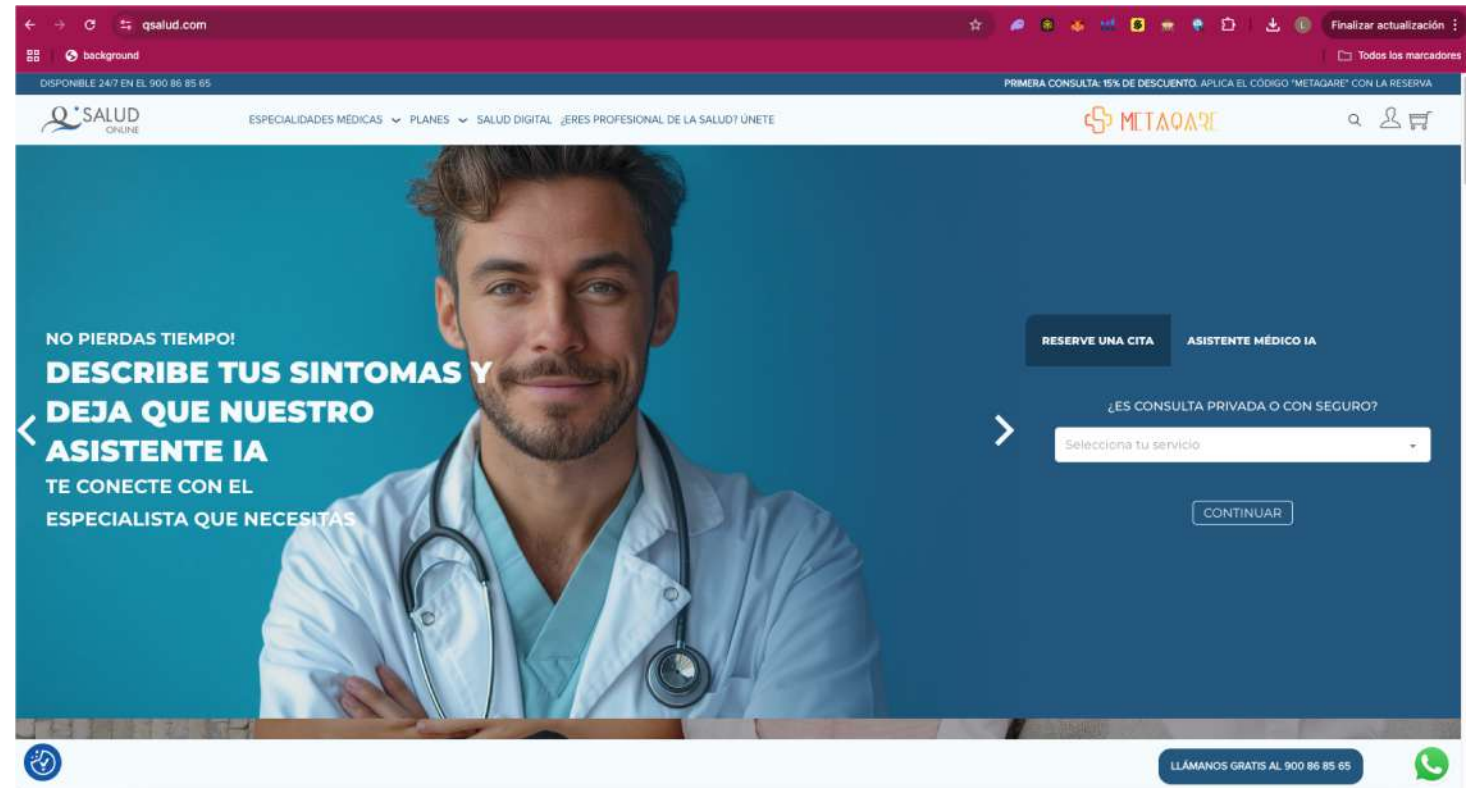 qsalud.com
Finalizar actualización
background
Todos los marcadores
DISPONIBLE 24/7 EN EL 900 86 85 65
PRIMERA CONSULTA: 15% DE DESCUENTO. APLICA EL CÓDIGO "METAQARE" CON LA RESERVA
Q SALUD
ONLINE
ESPECIALIDADES MÉDICAS
PLANES
SALUD DIGITAL
¿ERES PROFESIONAL DE LA SALUD? ÚNETE
METAQARE
NO PIERDAS TIEMPO!
DESCRIBE TUS SINTOMAS Y
DEJA QUE NUESTRO
ASISTENTE IA
TE CONECTE CON EL
ESPECIALISTA QUE NECESITAS
RESERVE UNA CITA
ASISTENTE MÉDICO IA
¿ES CONSULTA PRIVADA O CON SEGURO?
Selecciona tu servicio
CONTINUAR
LLÁMANOS GRATIS AL 900 86 85 65